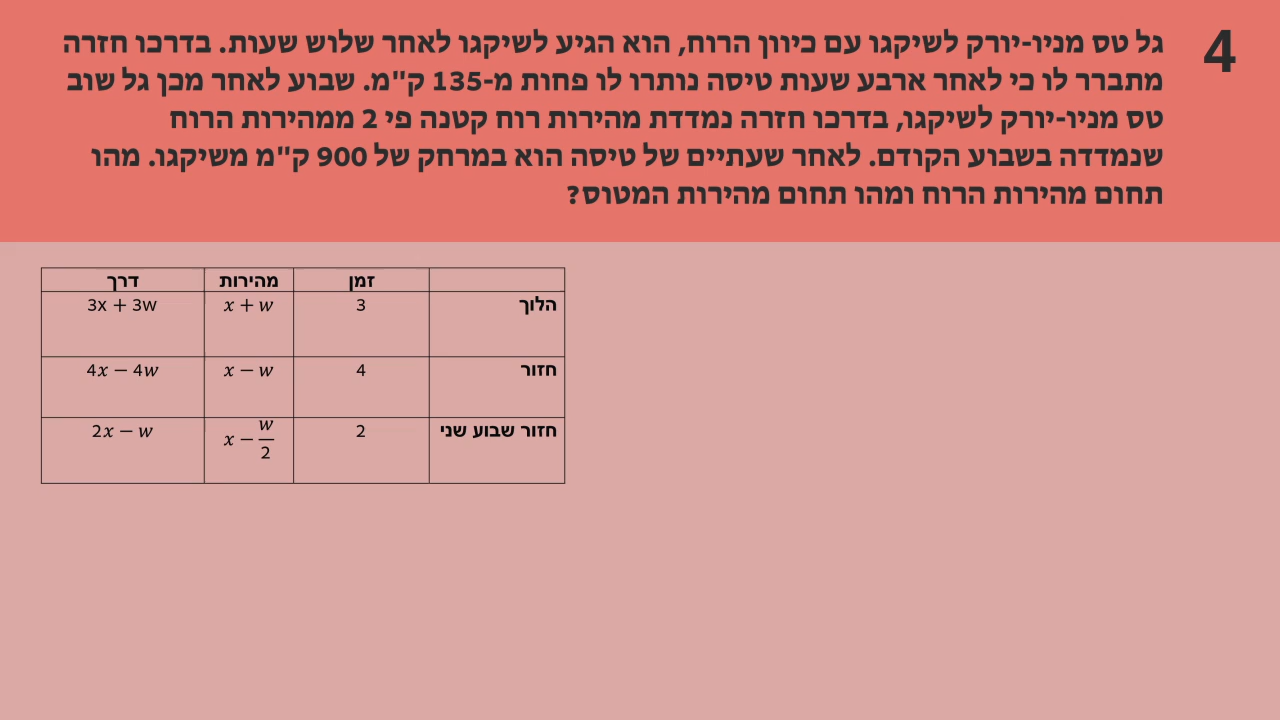 4
גל טס מניו-יורק לשיקגו עם כיוון הרוח, הוא הגיע לשיקגו לאחר שלוש שעות. בדרכו חזרה
מתברר לו כי לאחר ארבע שעות טיסה נותרו לו פחות מ-135 ק"מ. שבוע לאחר מכן גל שוב
טס מניו-יורק לשיקגו, בדרכו חזרה נמדדת מהירות רוח קטנה פי 2 ממהירות הרוח
שנמדדה בשבוע הקודם. לאחר שעתיים של טיסה הוא במרחק של 900 ק"מ משיקגו. מהו
תחום מהירות הרוח ומהו תחום מהירות המטוס?
זמן מהירות דרך
הלוך 3 x + w 3x + 3w
חזור 4 x − w 4x − 4w
חזור שבוע שני 2 x − w/2 2x − w